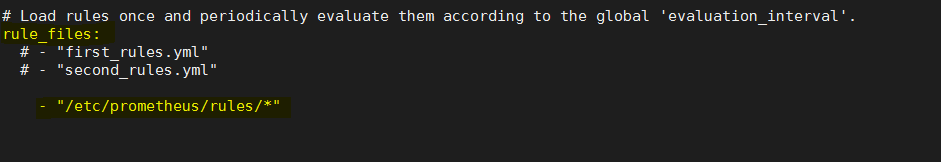 # Load rules once and periodically evaluate them according to the global 'evaluation_interval'.
rule_files:
  # - "first_rules.yml"
  # - "second_rules.yml"
    - "/etc/prometheus/rules/*"